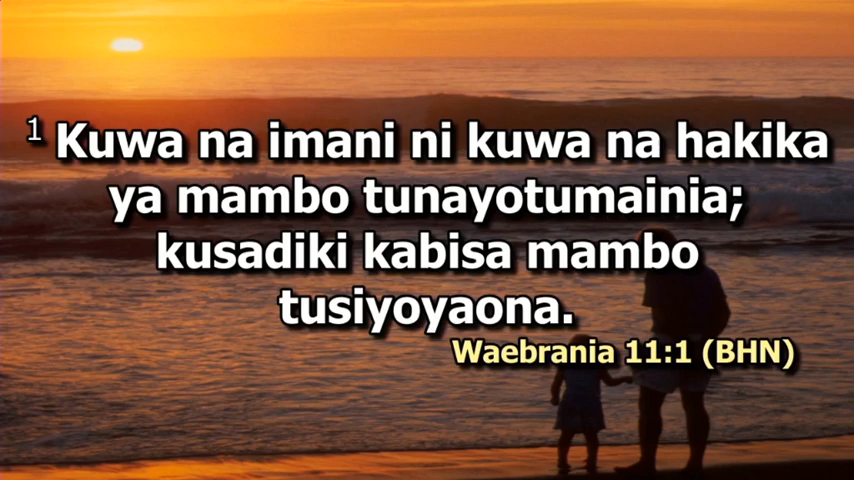 1 Kuwa na imani ni kuwa na hakika
ya mambo tunayotumainia;
kusadiki kabisa mambo
tusiyoyaona.
Waebrania 11:1 (BHN)